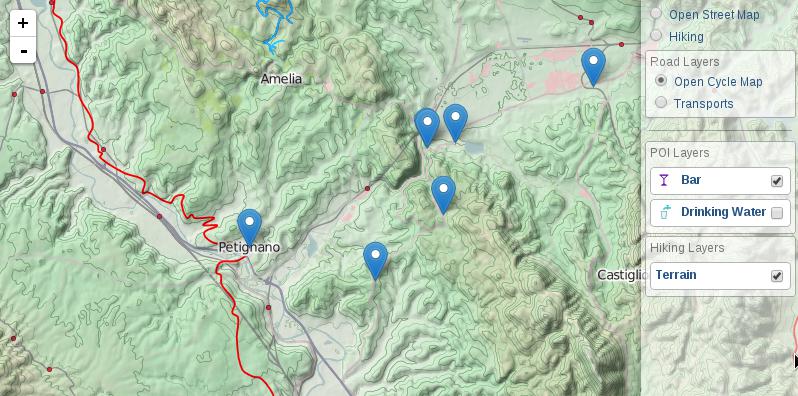 +
-
Amelia
Petignano
Castiglio
Open Street Map
Hiking
Road Layers
Open Cycle Map
Transports
POI Layers
Bar
Drinking Water
Hiking Layers
Terrain